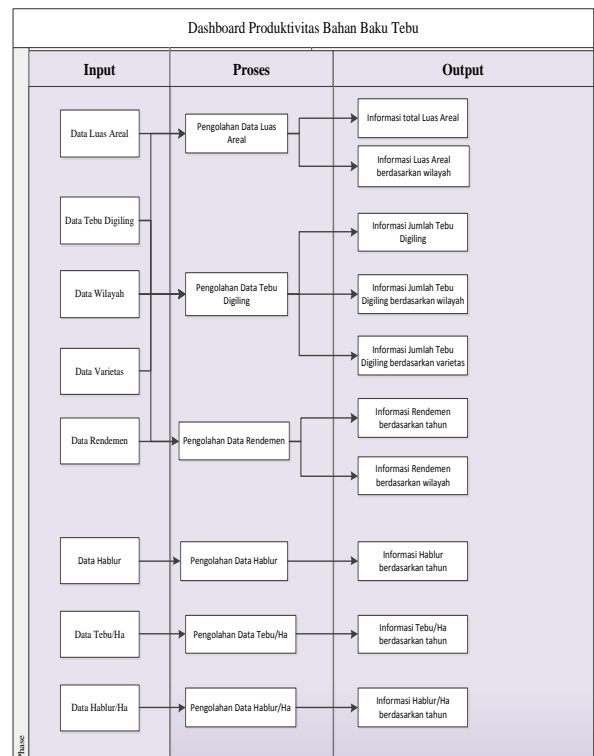 Dashboard Produktivitas Bahan Baku Tebu
Input
Proses
Output
Data Luas Areal
Pengolahan Data Luas
Areal
Informasi total Luas Areal
Informasi Luas Areal
berdasarkan wilayah
Data Tebu Digiling
Informasi Jumlah Tebu
Digiling
Data Wilayah
Pengolahan Data Tebu
Digiling
Informasi Jumlah Tebu
Digiling berdasarkan wilayah
Data Varietas
Informasi Jumlah Tebu
Digiling berdasarkan varietas
Data Rendemen
Pengolahan Data Rendemen
Informasi Rendemen
berdasarkan tahun
Informasi Rendemen
berdasarkan wilayah
Data Hablur
Pengolahan Data Hablur
Informasi Hablur
berdasarkan tahun
Data Tebu/Ha
Pengolahan Data Tebu/Ha
Informasi Tebu/Ha
berdasarkan tahun
Data Hablur/Ha
Pengolahan Data Hablur/Ha
Informasi Hablur/Ha
berdasarkan tahun
Phase